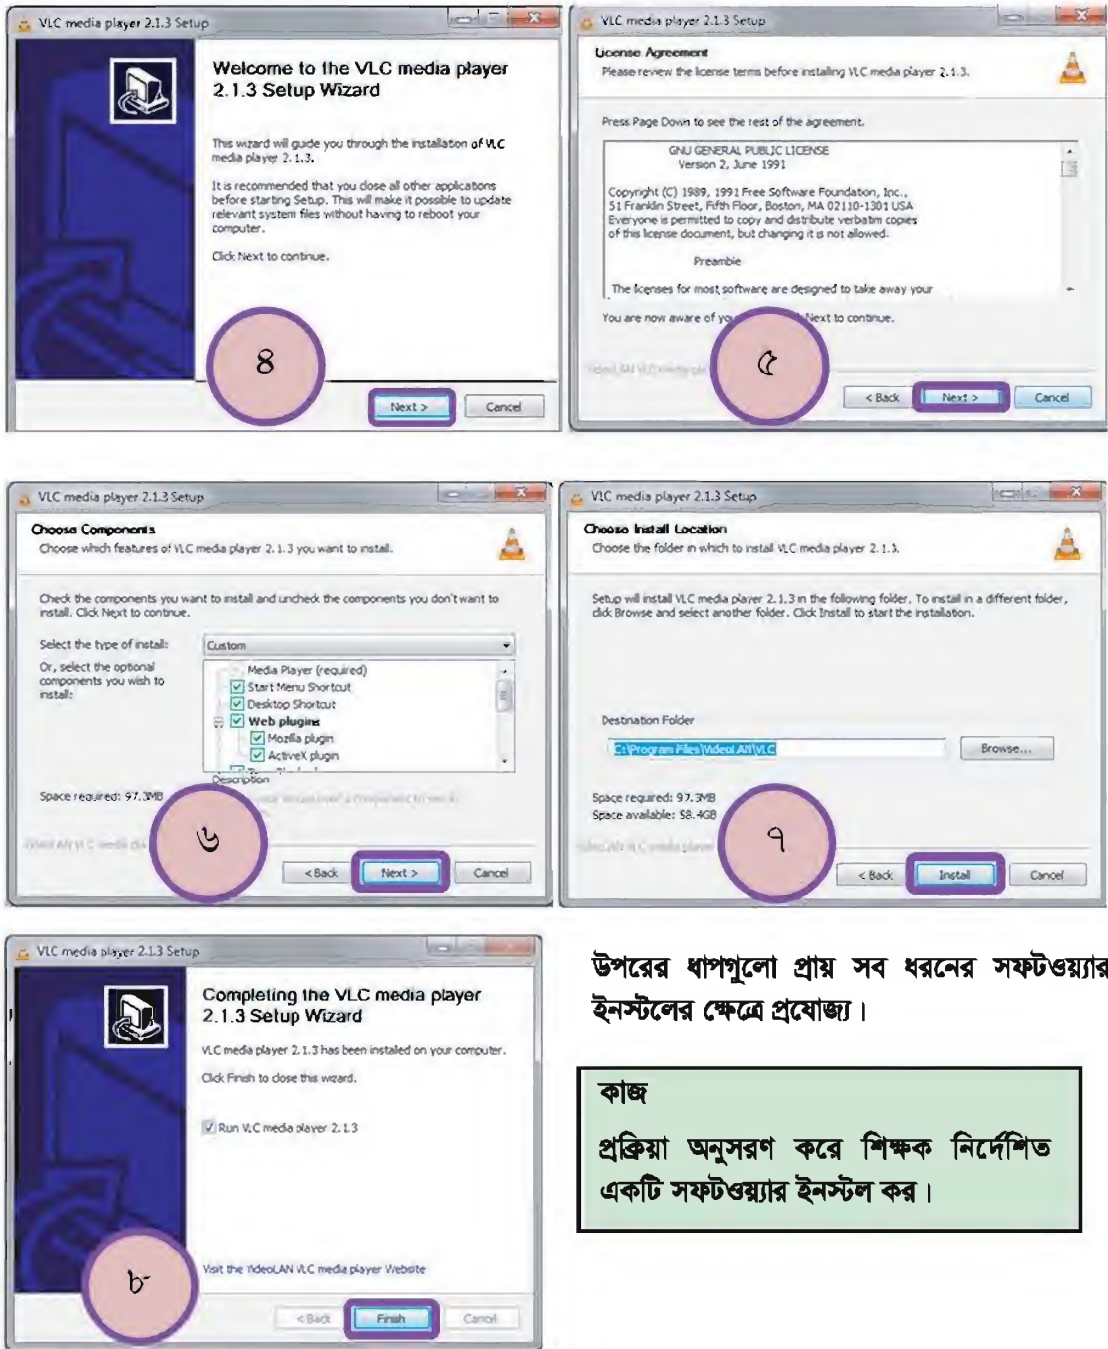 VLC media player 2.1.3 Setup
Welcome to the VLC media player
2.1.3 Setup Wizard
This wizard will guide you through the installation of VLC
media player 2.1.3.
It is recommended that you close all other applications
before starting Setup. This will make it possible to update
relevant system files without having to reboot your
computer.
Click Next to continue.
৪
Next >
Cancel
VLC media player 2.1.3 Setup
License Agreement
Please review the license terms before installing VLC media player 2.1.3.
Press Page Down to see the rest of the agreement.
GNU GENERAL PUBLIC LICENSE
Version 2, June 1991
Copyright (C) 1989, 1991 Free Software Foundation, Inc.,
51 Franklin Street, Fifth Floor, Boston, MA 02110-1301 USA
Everyone is permitted to copy and distribute verbatim copies
of this license document, but changing it is not allowed.
Preamble
The licenses for most software are designed to take away your
You are now aware of yo Next to continue.
৫
< Back
Next >
Cancel
VLC media player 2.1.3 Setup
Choose Components
Choose which features of VLC media player 2.1.3 you want to install.
Check the components you want to install and uncheck the components you don't want to
install. Click Next to continue.
Select the type of install:
Custom
Or, select the optional
components you wish to
install:
Media Player (required)
Start Menu Shortcut
Desktop Shortcut
Web plugins
Mozilla plugin
ActiveX plugin
Description
Space required: 97.3MB
৬
< Back
Next >
Cancel
VLC media player 2.1.3 Setup
Choose Install Location
Choose the folder in which to install VLC media player 2.1.3.
Setup will install VLC media player 2.1.3 in the following folder. To install in a different folder,
click Browse and select another folder. Click Install to start the installation.
Destination Folder
C:\Program Files\VideoLAN\VLC
Browse...
Space required: 97.3MB
Space available: 58.4GB
৭
< Back
Install
Cancel
VLC media player 2.1.3 Setup
Completing the VLC media player
2.1.3 Setup Wizard
VLC media player 2.1.3 has been installed on your computer.
Click Finish to close this wizard.
Run VLC media player 2.1.3
Visit the VideoLAN VLC media player Website
৮
< Back
Finish
Cancel
উপরের ধাপগুলো প্রায় সব ধরনের সফটওয়্যার
ইনস্টলের ক্ষেত্রে প্রযোজ্য।
কাজ
প্রক্রিয়া অনুসরণ করে শিক্ষক নির্দেশিত
একটি সফটওয়্যার ইনস্টল কর।